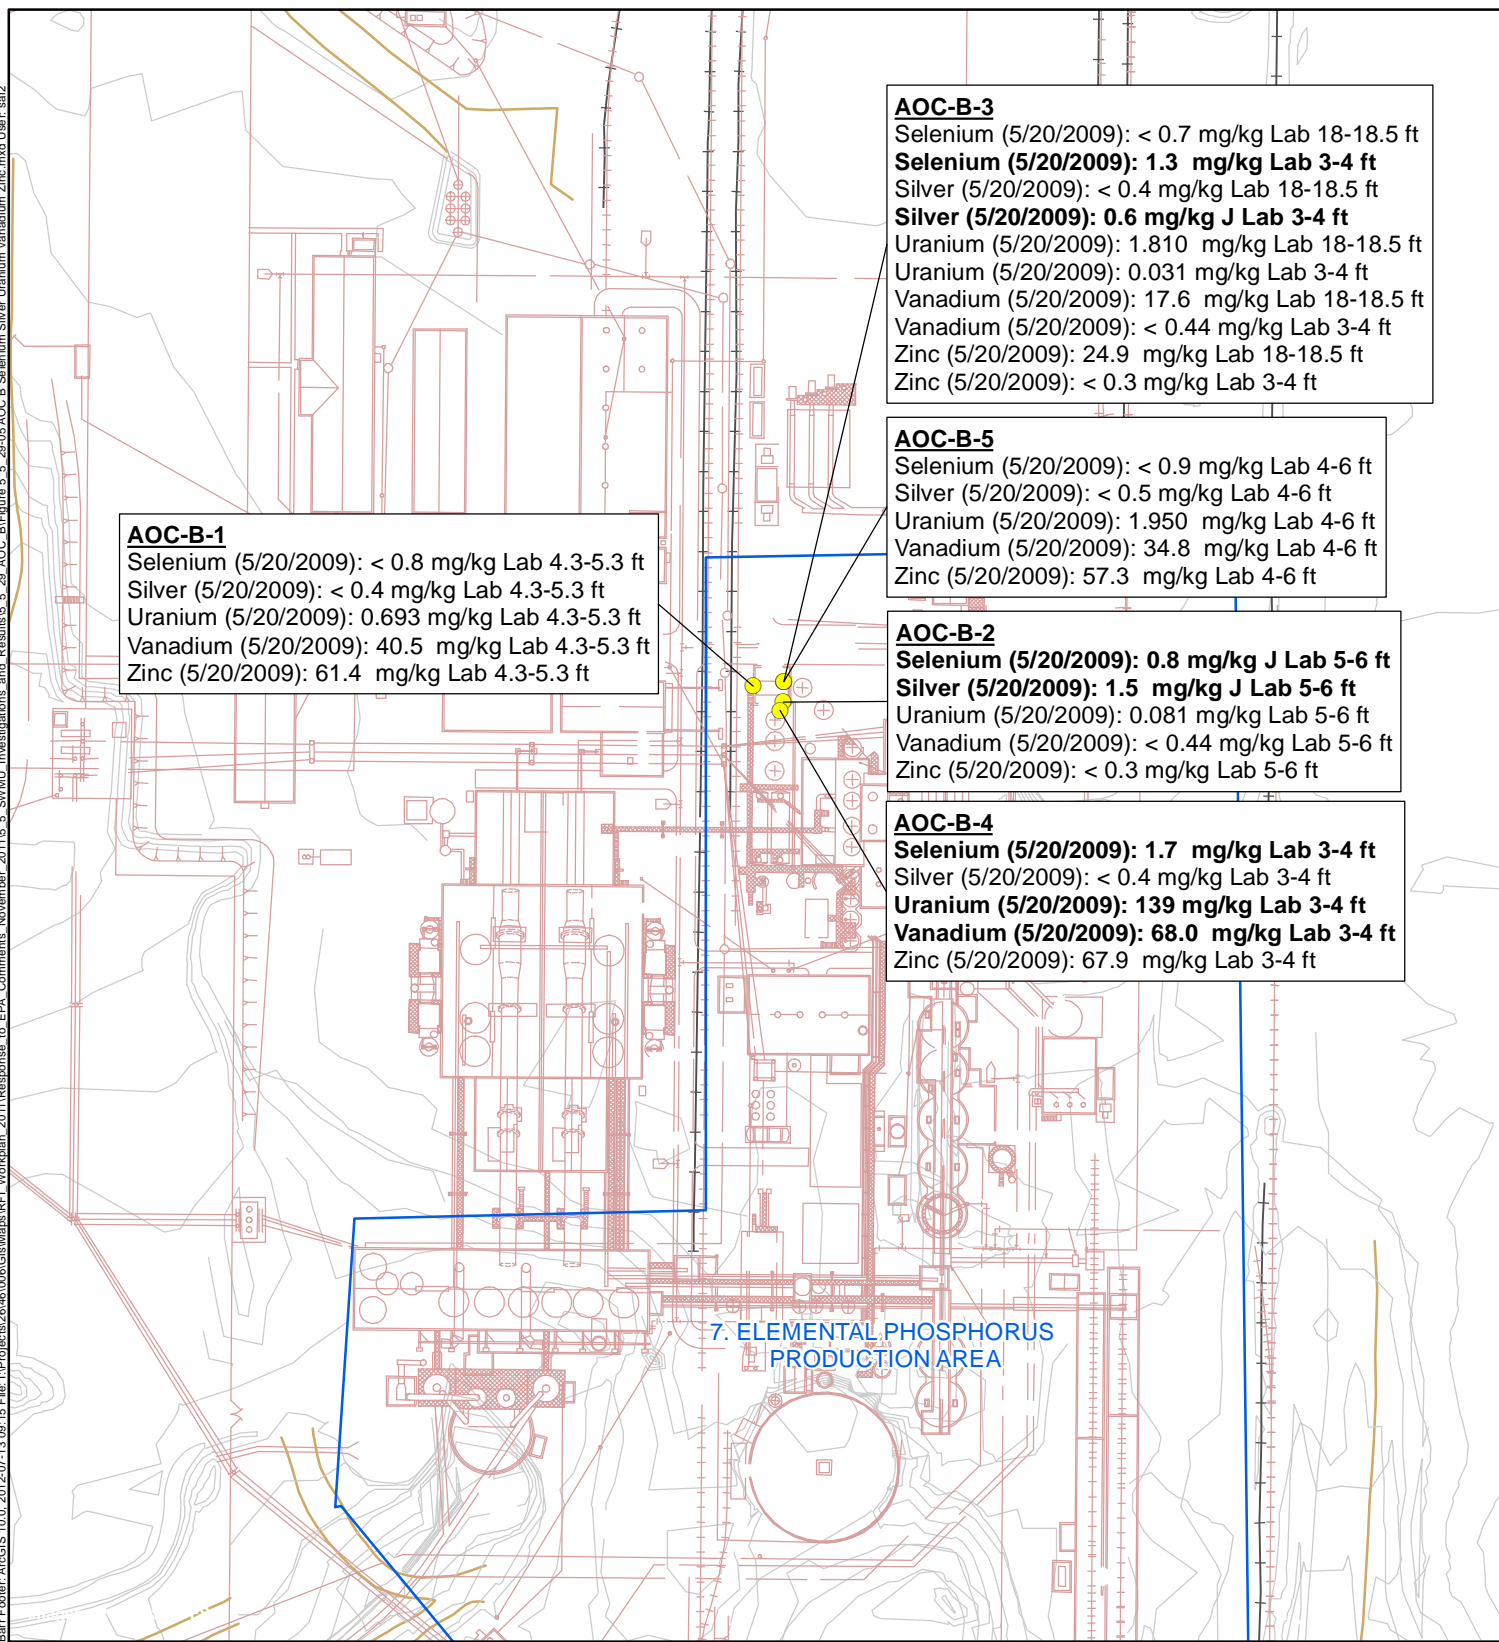 AOC-B-3
Selenium (5/20/2009): < 0.7 mg/kg Lab 18-18.5 ft
Selenium (5/20/2009): 1.3 mg/kg Lab 3-4 ft
Silver (5/20/2009): < 0.4 mg/kg Lab 18-18.5 ft
Silver (5/20/2009): 0.6 mg/kg J Lab 3-4 ft
Uranium (5/20/2009): 1.810 mg/kg Lab 18-18.5 ft
Uranium (5/20/2009): 0.031 mg/kg Lab 3-4 ft
Vanadium (5/20/2009): 17.6 mg/kg Lab 18-18.5 ft
Vanadium (5/20/2009): < 0.44 mg/kg Lab 3-4 ft
Zinc (5/20/2009): 24.9 mg/kg Lab 18-18.5 ft
Zinc (5/20/2009): < 0.3 mg/kg Lab 3-4 ft
AOC-B-5
Selenium (5/20/2009): < 0.9 mg/kg Lab 4-6 ft
Silver (5/20/2009): < 0.5 mg/kg Lab 4-6 ft
Uranium (5/20/2009): 1.950 mg/kg Lab 4-6 ft
Vanadium (5/20/2009): 34.8 mg/kg Lab 4-6 ft
Zinc (5/20/2009): 57.3 mg/kg Lab 4-6 ft
AOC-B-1
Selenium (5/20/2009): < 0.8 mg/kg Lab 4.3-5.3 ft
Silver (5/20/2009): < 0.4 mg/kg Lab 4.3-5.3 ft
Uranium (5/20/2009): 0.693 mg/kg Lab 4.3-5.3 ft
Vanadium (5/20/2009): 40.5 mg/kg Lab 4.3-5.3 ft
Zinc (5/20/2009): 61.4 mg/kg Lab 4.3-5.3 ft
AOC-B-2
Selenium (5/20/2009): 0.8 mg/kg J Lab 5-6 ft
Silver (5/20/2009): 1.5 mg/kg J Lab 5-6 ft
Uranium (5/20/2009): 0.081 mg/kg Lab 5-6 ft
Vanadium (5/20/2009): < 0.44 mg/kg Lab 5-6 ft
Zinc (5/20/2009): < 0.3 mg/kg Lab 5-6 ft
AOC-B-4
Selenium (5/20/2009): 1.7 mg/kg Lab 3-4 ft
Silver (5/20/2009): < 0.4 mg/kg Lab 3-4 ft
Uranium (5/20/2009): 139 mg/kg Lab 3-4 ft
Vanadium (5/20/2009): 68.0 mg/kg Lab 3-4 ft
Zinc (5/20/2009): 67.9 mg/kg Lab 3-4 ft
7. ELEMENTAL PHOSPHORUS
PRODUCTION AREA